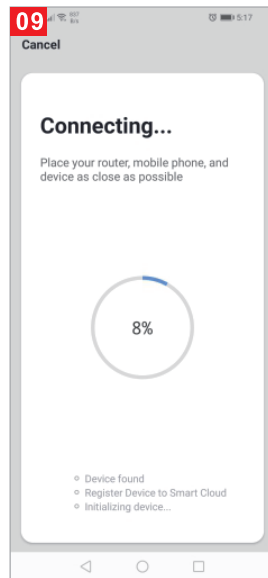 09
5:17
Cancel
Connecting...
Place your router, mobile phone, and
device as close as possible
8%
Device found
Register Device to Smart Cloud
Initializing device...